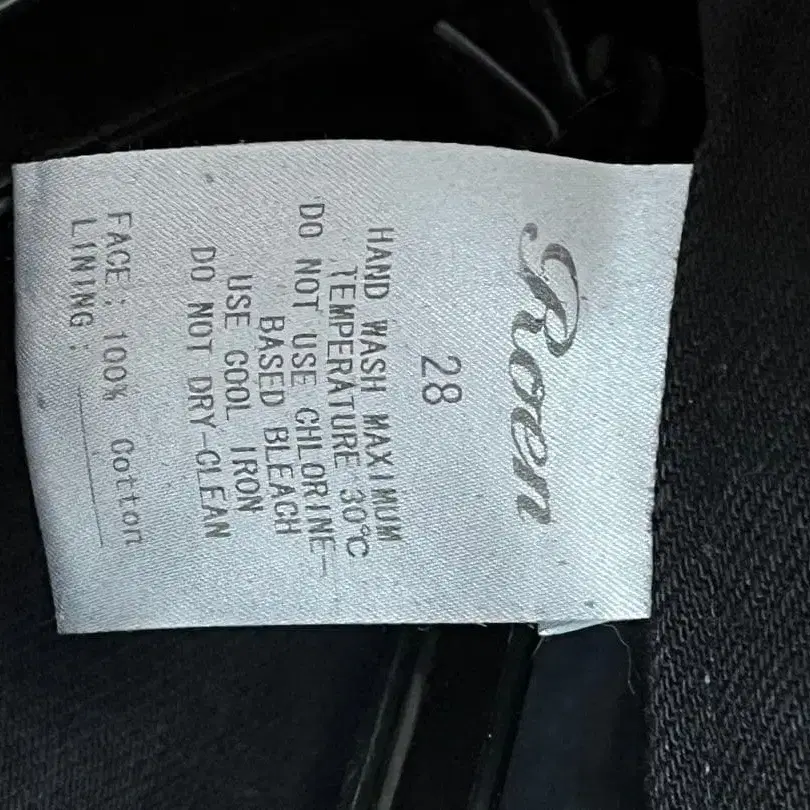 Roen
28
HAND WASH MAXIMUM
TEMPERATURE 30°C
DO NOT USE CHLORINE-
BASED BLEACH
USE COOL IRON
DO NOT DRY-CLEAN
FACE; 100% Cotton
LINING;